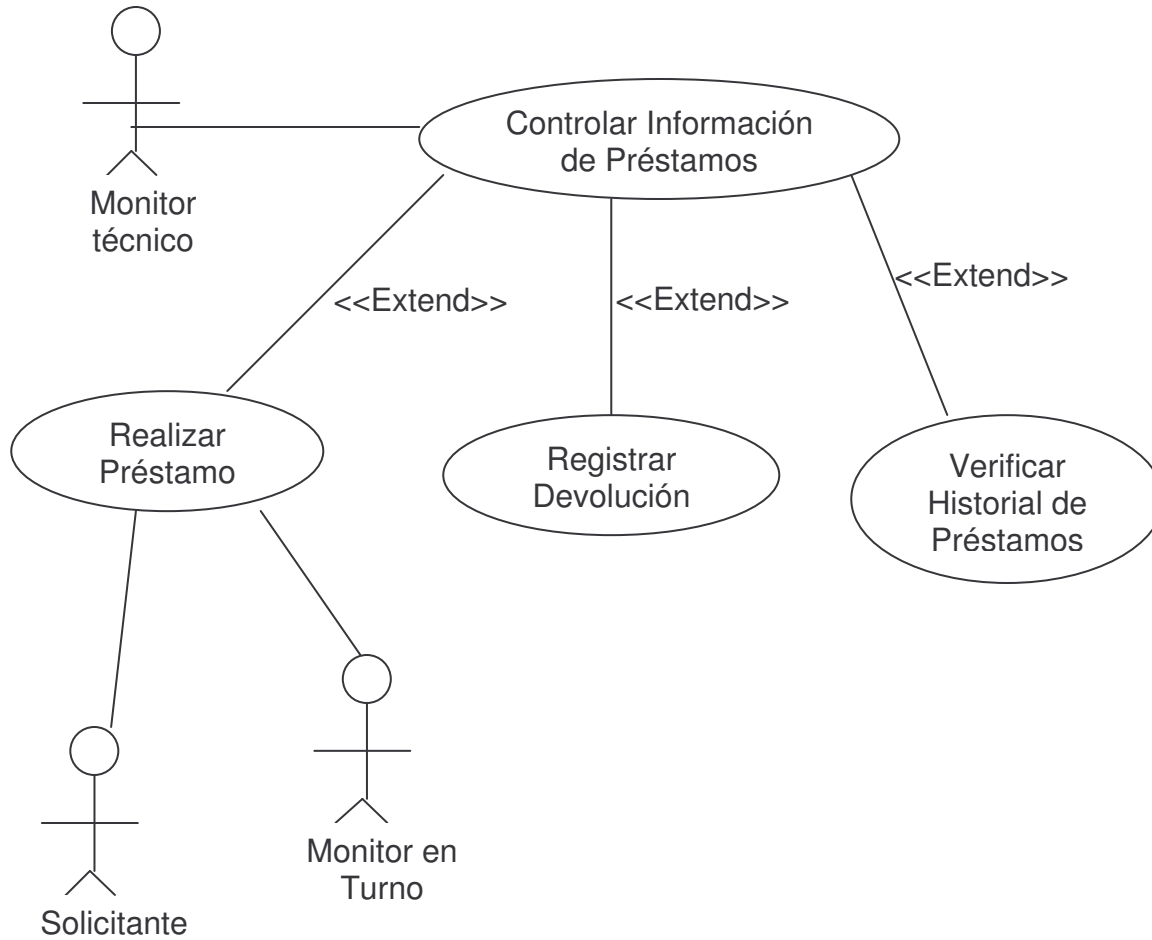 Controlar Información
de Préstamos
Monitor
técnico
<<Extend>>
<<Extend>>
<<Extend>>
Realizar
Préstamo
Registrar
Devolución
Verificar
Historial de
Préstamos
Monitor en
Turno
Solicitante